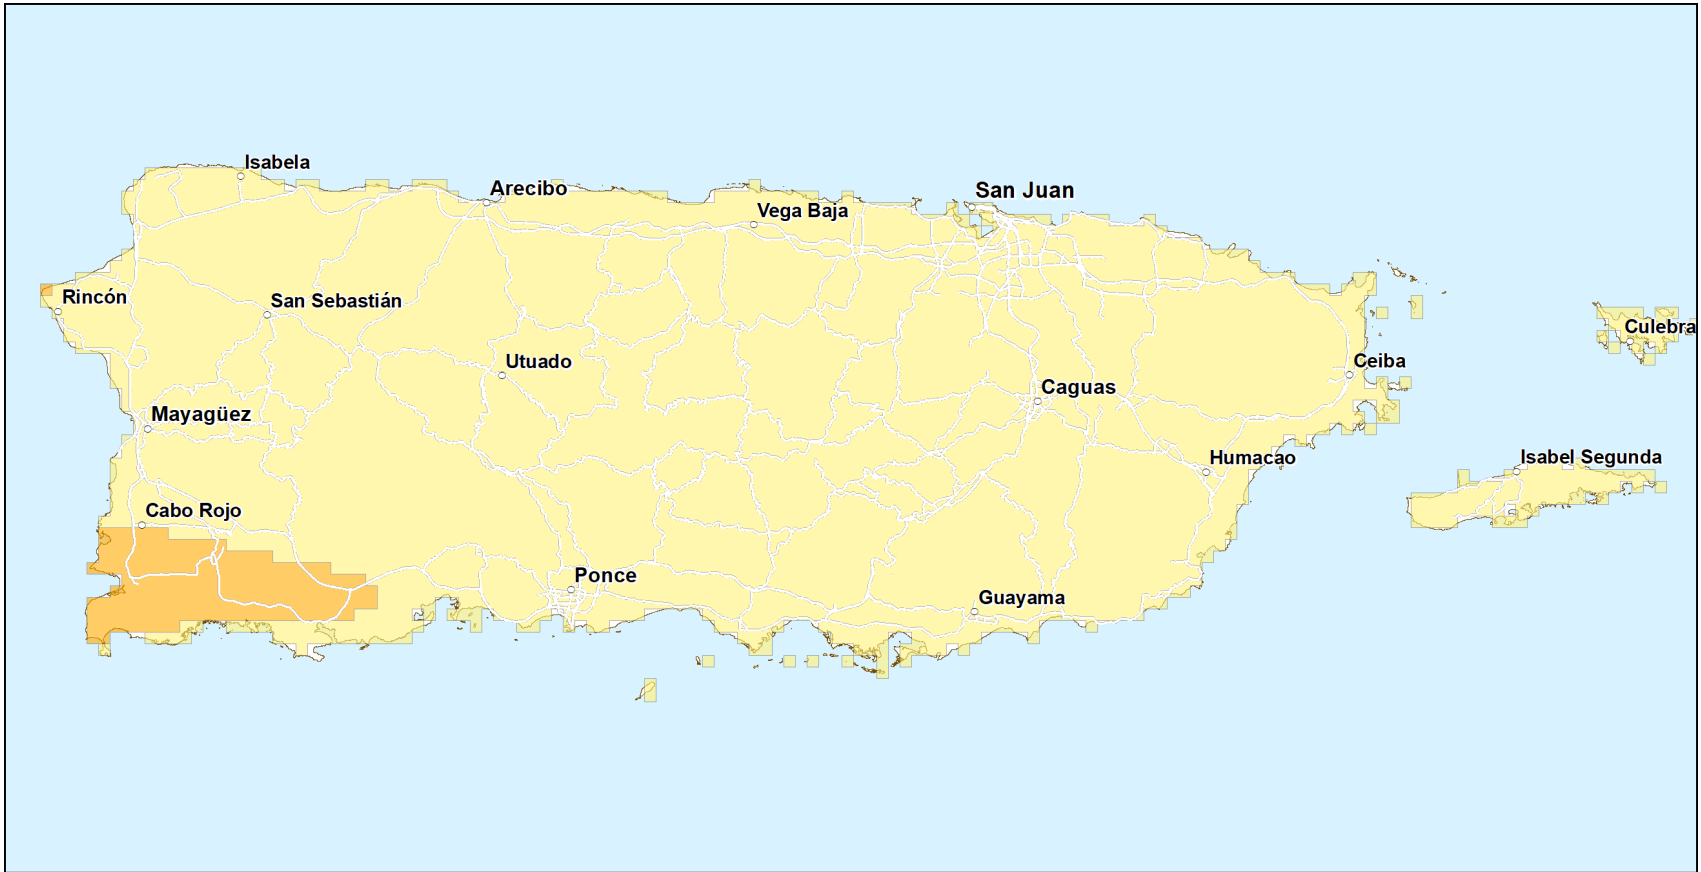 Isabela
Arecibo
San Juan
Vega Baja
Rincón
San Sebastián
Culebra
Utuado
Ceiba
Caguas
Mayagüez
Humacao
Isabel Segunda
Cabo Rojo
Ponce
Guayama